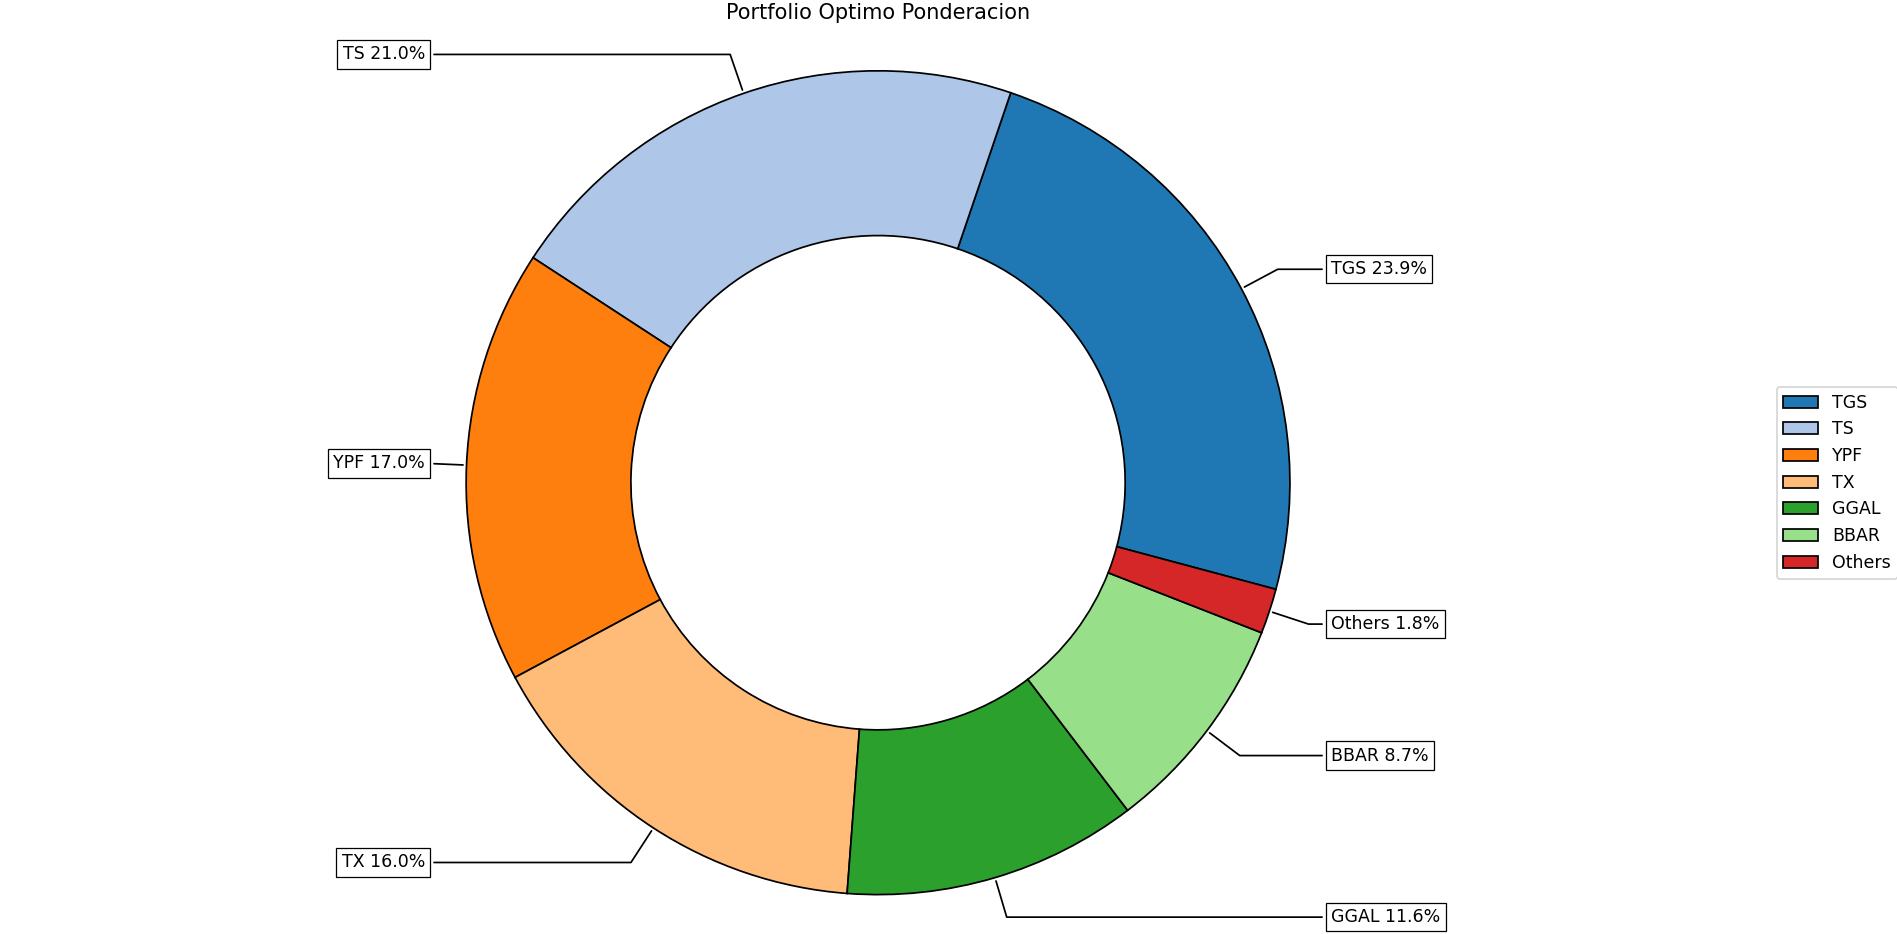 Portfolio Optimo Ponderacion
TS 21.0%
TGS 23.9%
YPF 17.0%
Others 1.8%
BBAR 8.7%
TX 16.0%
GGAL 11.6%
TGS
TS
YPF
TX
GGAL
BBAR
Others